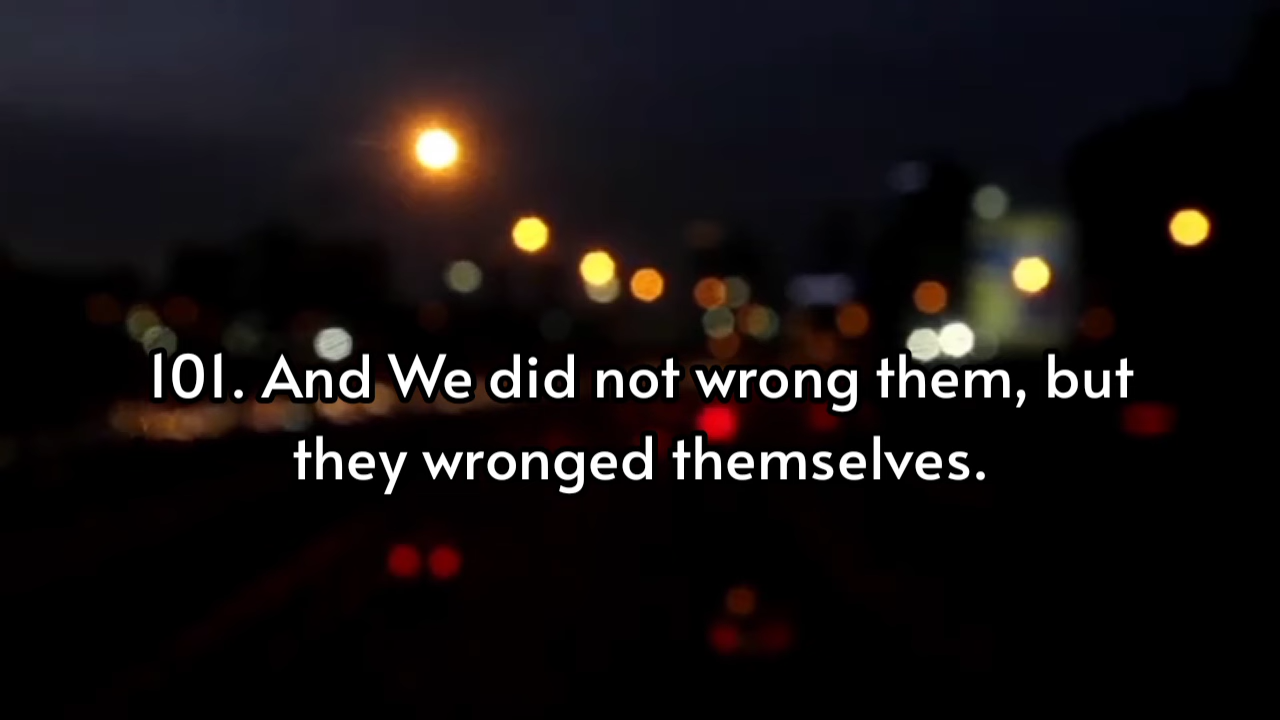 101. And We did not wrong them, but
they wronged themselves.